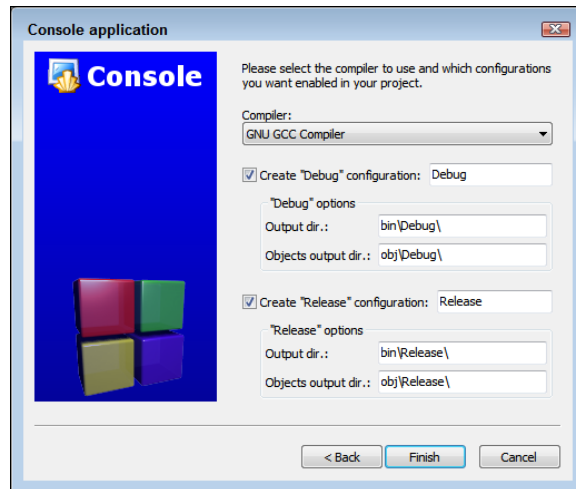 Console application
Console
Please select the compiler to use and which configurations
you want enabled in your project.
Compiler:
GNU GCC Compiler
Create "Debug" configuration: Debug
"Debug" options
Output dir.: bin\Debug\
Objects output dir.: obj\Debug\
Create "Release" configuration: Release
"Release" options
Output dir.: bin\Release\
Objects output dir.: obj\Release\
< Back Finish Cancel